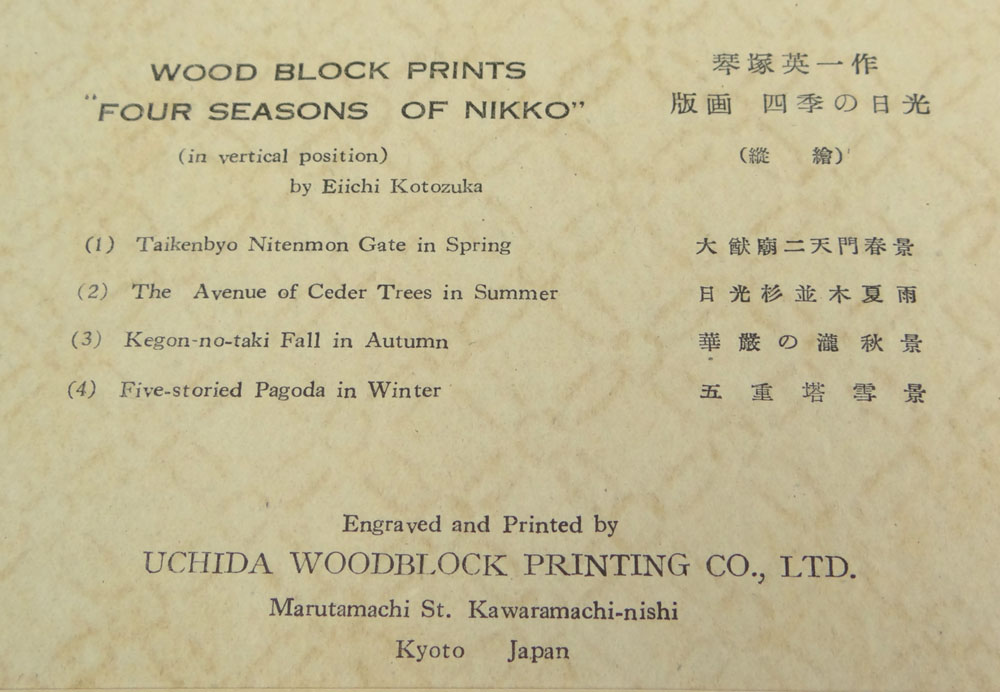 WOOD BLOCK PRINTS
"FOUR SEASONS OF NIKKO"
(in vertical position)
by Eiichi Kotozuka
琴塚英一作
版画 四季の日光
(縱 繪)
(1) Taikenbyo Nitenmon Gate in Spring 大猷廟二天門春景
(2) The Avenue of Ceder Trees in Summer 日光杉並木夏雨
(3) Kegon-no-taki Fall in Autumn 華嚴の瀧秋景
(4) Five-storied Pagoda in Winter 五重塔雪景
Engraved and Printed by
UCHIDA WOODBLOCK PRINTING CO., LTD.
Marutamachi St. Kawaramachi-nishi
Kyoto Japan